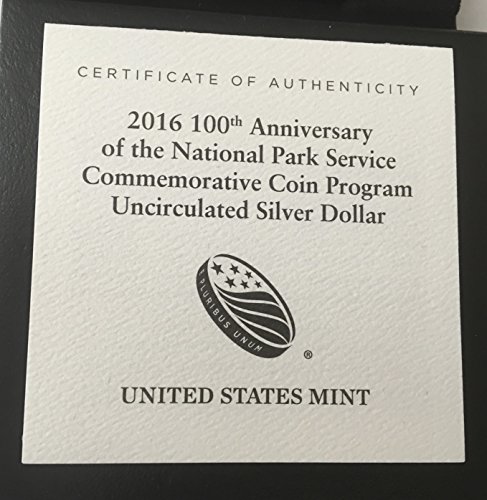 CERTIFICATE OF AUTHENTICITY
2016 100th Anniversary
of the National Park Service
Commemorative Coin Program
Uncirculated Silver Dollar
E PLURIBUS UNUM
®
UNITED STATES MINT